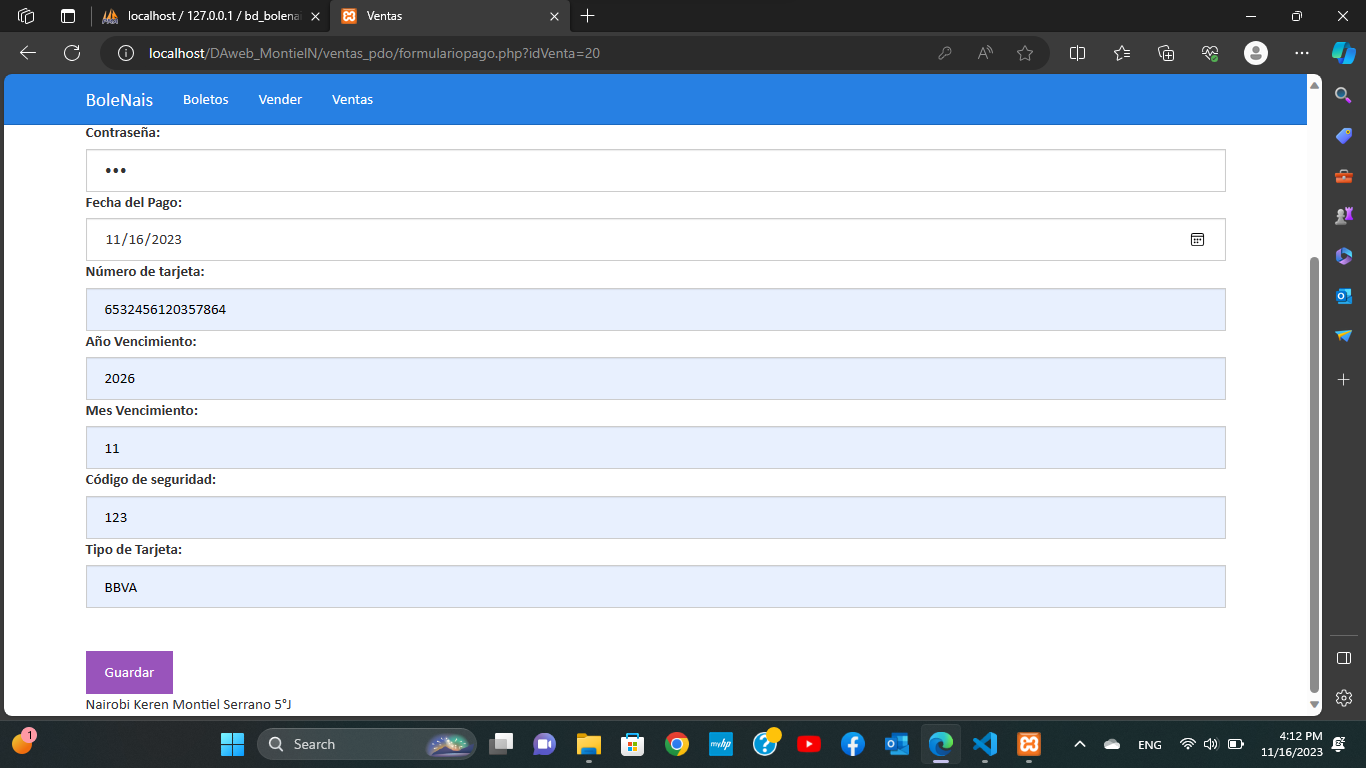 localhost / 127.0.0.1 / bd_bolenai
Ventas
localhost/DAweb_MontielN/ventas_pdo/formulariopago.php?idVenta=20
BoleNais
Boletos
Vender
Ventas
Contraseña:
•••
Fecha del Pago:
11/16/2023
Número de tarjeta:
6532456120357864
Año Vencimiento:
2026
Mes Vencimiento:
11
Código de seguridad:
123
Tipo de Tarjeta:
BBVA
Guardar
Nairobi Keren Montiel Serrano 5°J
1
Search
myhp
ENG
4:12 PM
11/16/2023